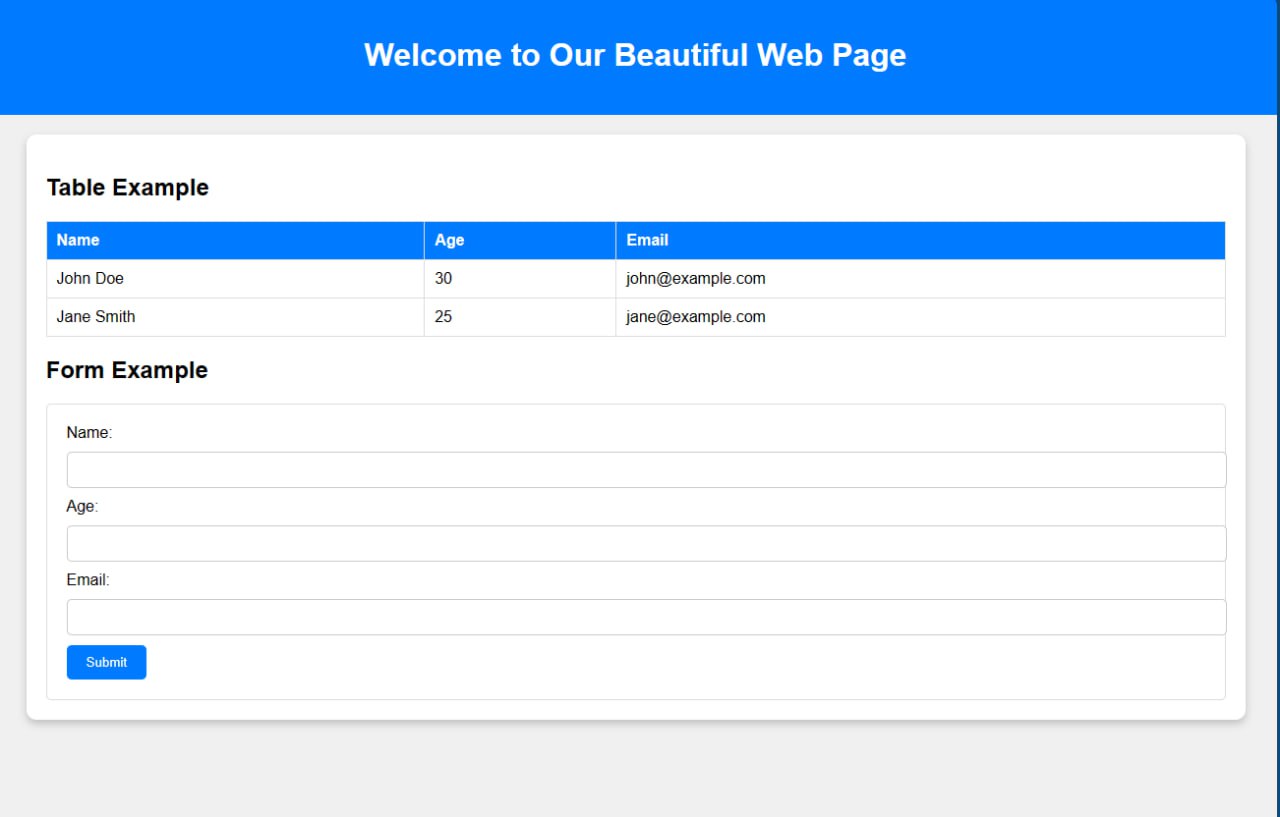 Welcome to Our Beautiful Web Page
Table Example
Name Age Email
John Doe 30 john@example.com
Jane Smith 25 jane@example.com
Form Example
Name:
Age:
Email:
Submit